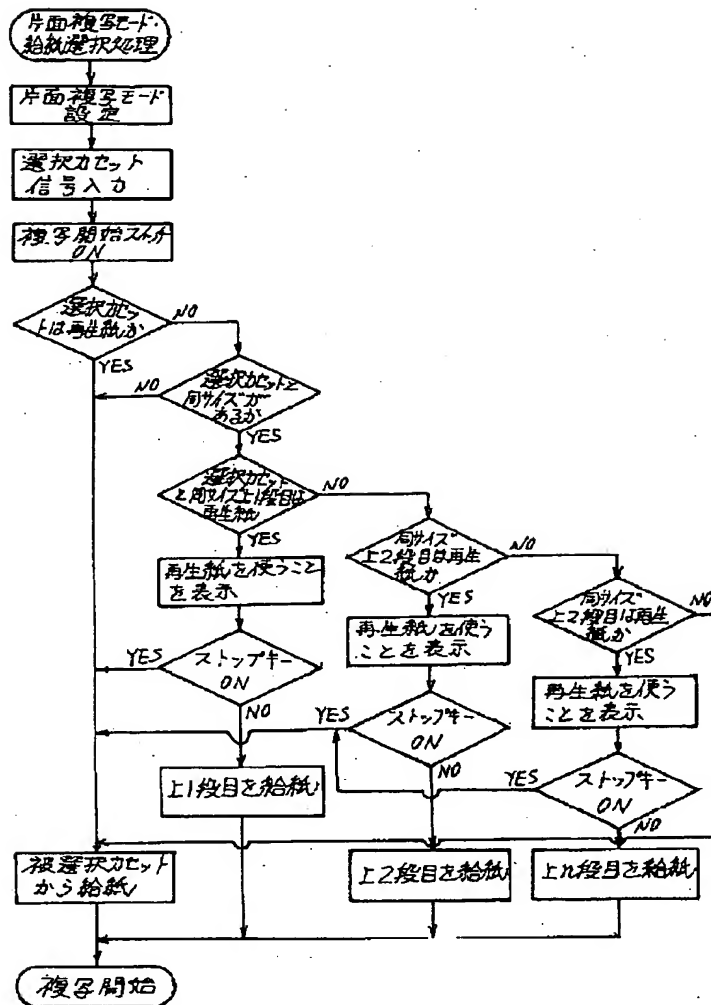 片面複写モード・
給紙選択処理
片面複写モード
設定
選択カセット
信号入力
複写開始スイッチ
ON
選択カセッ
トは再生紙か
NO
YES
選択カセットと
同サイズが
あるか
NO
YES
選択カセット
と同サイズ上1段目は
再生紙
NO
YES
同サイズ
上2段目は再生
紙か
NO
YES
同サイズ
上2段目は再生
紙か
NO
YES
再生紙を使うこと
を表示
再生紙を使う
ことを表示
再生紙を使う
ことを表示
ストップキー
ON
YES
NO
ストップキー
ON
YES
NO
ストップキー
ON
YES
NO
上1段目を給紙
上2段目を給紙
上n段目を給紙
被選択カセット
から給紙
複写開始